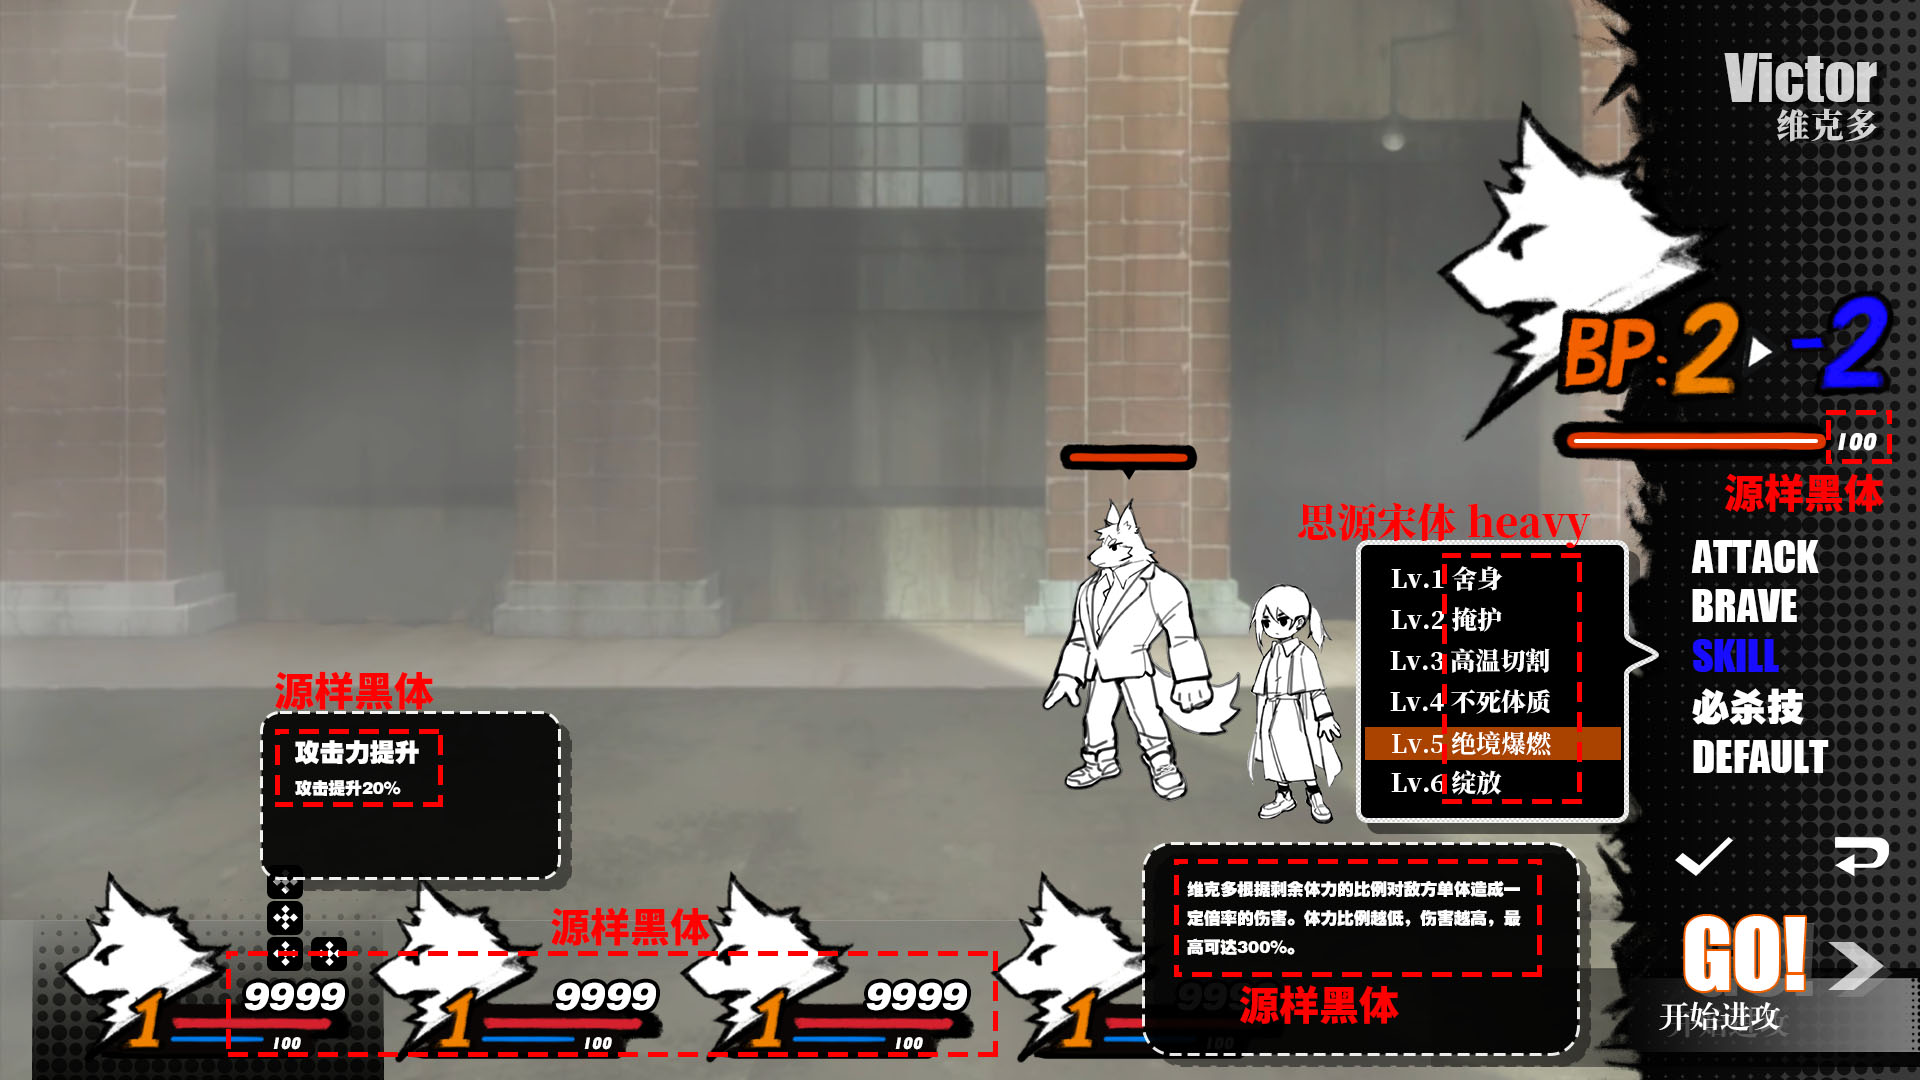 Victor
维克多
BP:2 -2
100
源样黑体
思源宋体 heavy
Lv.1 舍身
Lv.2 掩护
Lv.3 高温切割
Lv.4 不死体质
Lv.5 绝境爆燃
Lv.6 绽放
ATTACK
BRAVE
SKILL
必杀技
DEFAULT
源样黑体
攻击力提升
攻击提升20%
维克多根据剩余体力的比例对敌方单体造成一
定倍率的伤害。体力比例越低，伤害越高，最
高可达300%。
源样黑体
源样黑体
1 9999
100
1 9999
100
1 9999
100
1 999
100
GO!
开始进攻